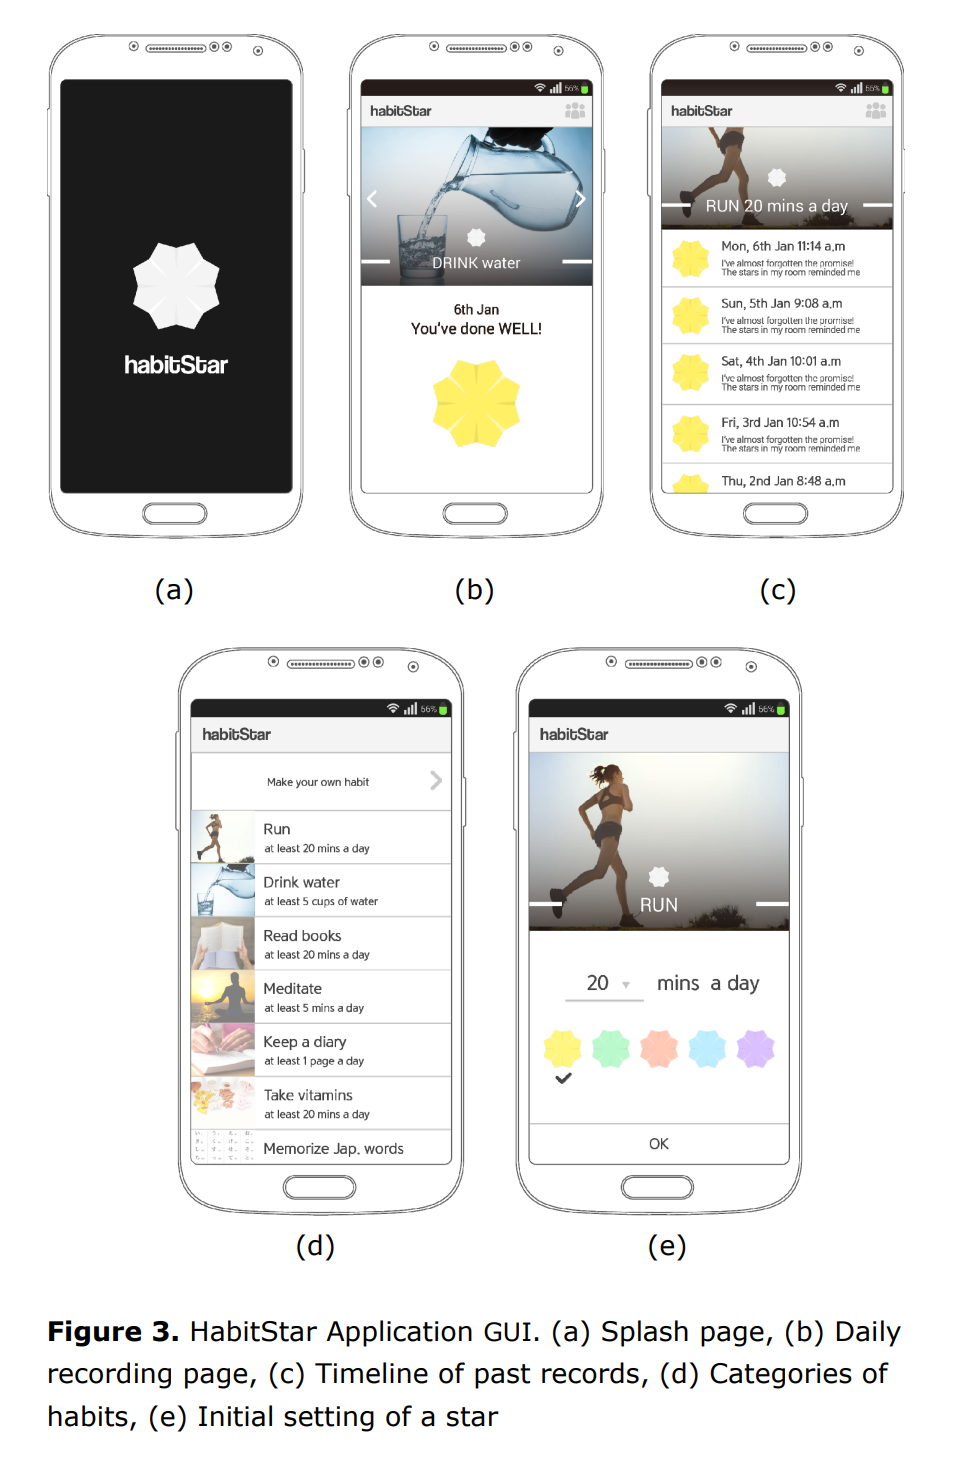 habitStar
56%
habitStar
DRINK water
6th Jan
You've done WELL!
56%
habitStar
RUN 20 mins a day
Mon, 6th Jan 11:14 a.m
I've almost forgotten the promise!
The stars in my room reminded me
Sun, 5th Jan 9:08 a.m
I've almost forgotten the promise!
The stars in my room reminded me
Sat, 4th Jan 10:01 a.m
I've almost forgotten the promise!
The stars in my room reminded me
Fri, 3rd Jan 10:54 a.m
I've almost forgotten the promise!
The stars in my room reminded me
Thu, 2nd Jan 8:48 a.m
(a)
(b)
(c)
56%
habitStar
Make your own habit
Run
at least 20 mins a day
Drink water
at least 5 cups of water
Read books
at least 20 mins a day
Meditate
at least 5 mins a day
Keep a diary
at least 1 page a day
Take vitamins
at least 20 mins a day
Memorize Jap. words
56%
habitStar
RUN
20 mins a day
OK
(d)
(e)
Figure 3. HabitStar Application GUI. (a) Splash page, (b) Daily
recording page, (c) Timeline of past records, (d) Categories of
habits, (e) Initial setting of a star